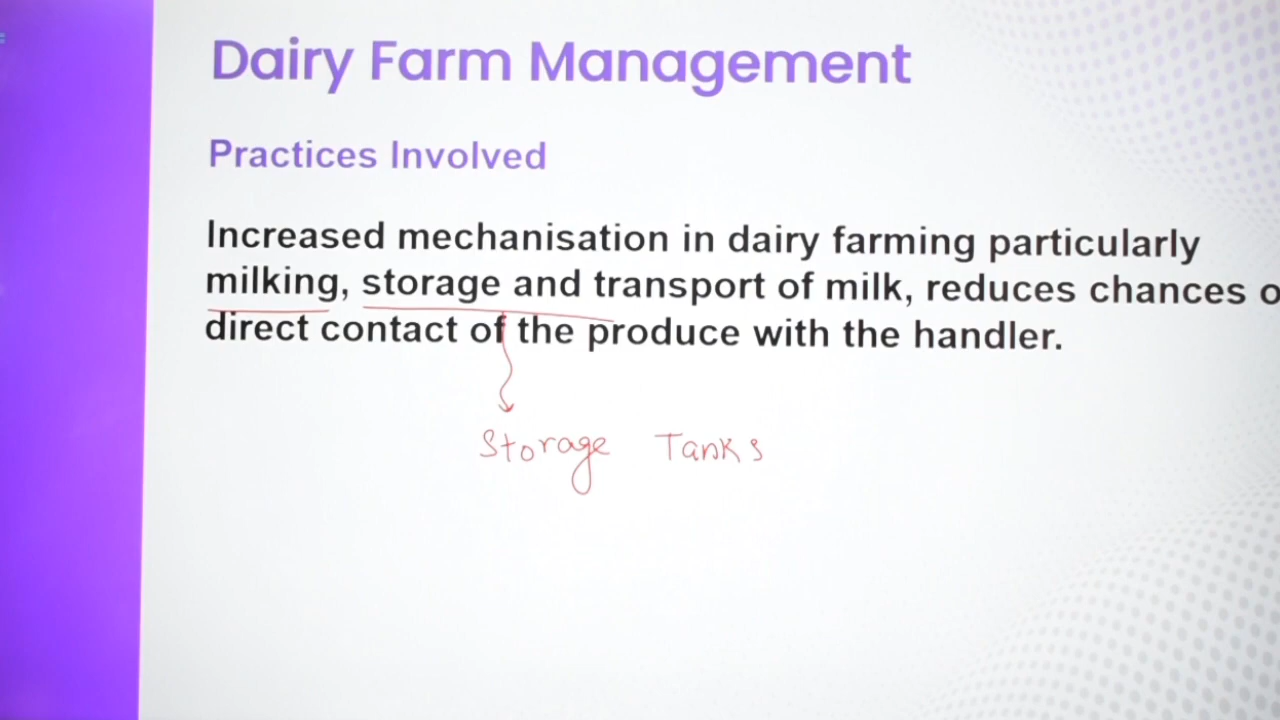 Dairy Farm Management
Practices Involved
Increased mechanisation in dairy farming particularly
milking, storage and transport of milk, reduces chances o
direct contact of the produce with the handler.
Storage Tanks